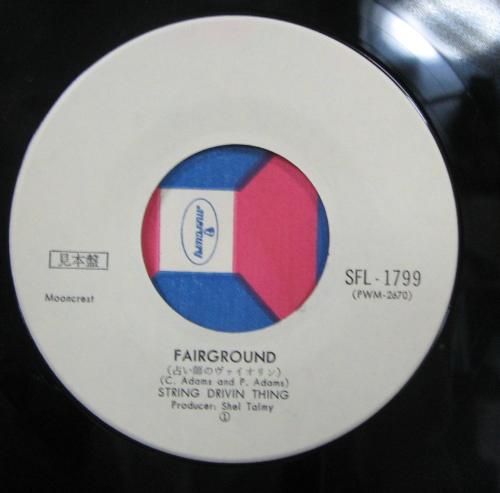 mercury
見本盤
Mooncrest
SFL-1799
(PWM-2670)
FAIRGROUND
(占い師のヴァイオリン)
(C. Adams and P. Adams)
STRING DRIVIN THING
Producer: Shel Talmy
①